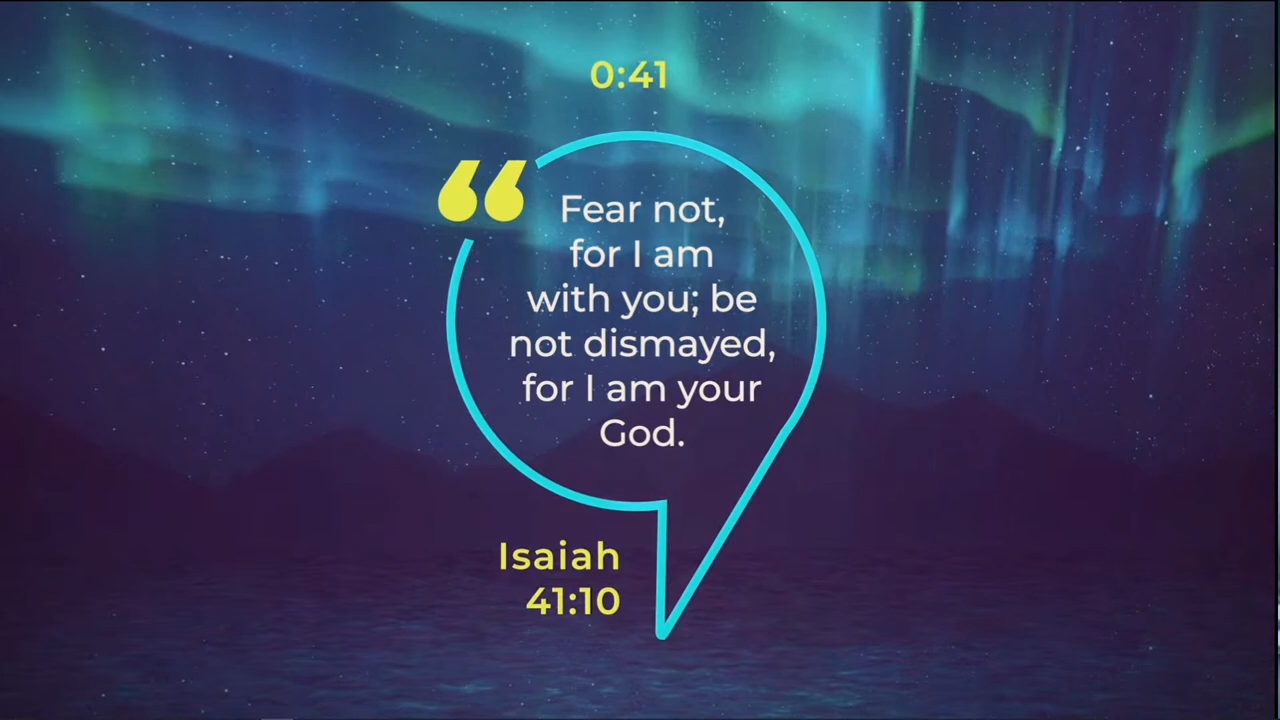 0:41
“
Fear not,
for I am
with you; be
not dismayed,
for I am your
God.
Isaiah
41:10